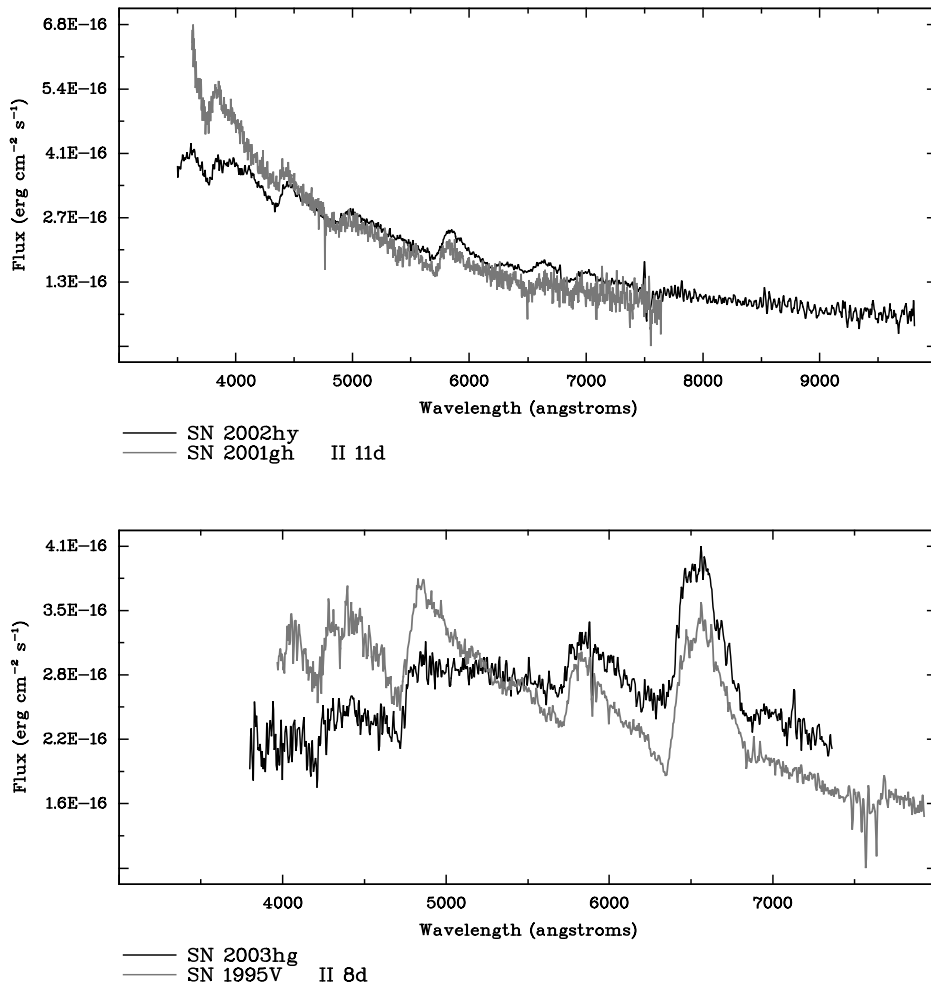 6.8E−16
5.4E−16
4.1E−16
2.7E−16
1.3E−16
Flux (erg cm⁻² s⁻¹)
4000 5000 6000 7000 8000 9000
Wavelength (angstroms)
SN 2002hy
SN 2001gh II 11d
4.1E−16
3.5E−16
2.8E−16
2.2E−16
1.6E−16
Flux (erg cm⁻² s⁻¹)
4000 5000 6000 7000
Wavelength (angstroms)
SN 2003hg
SN 1995V II 8d